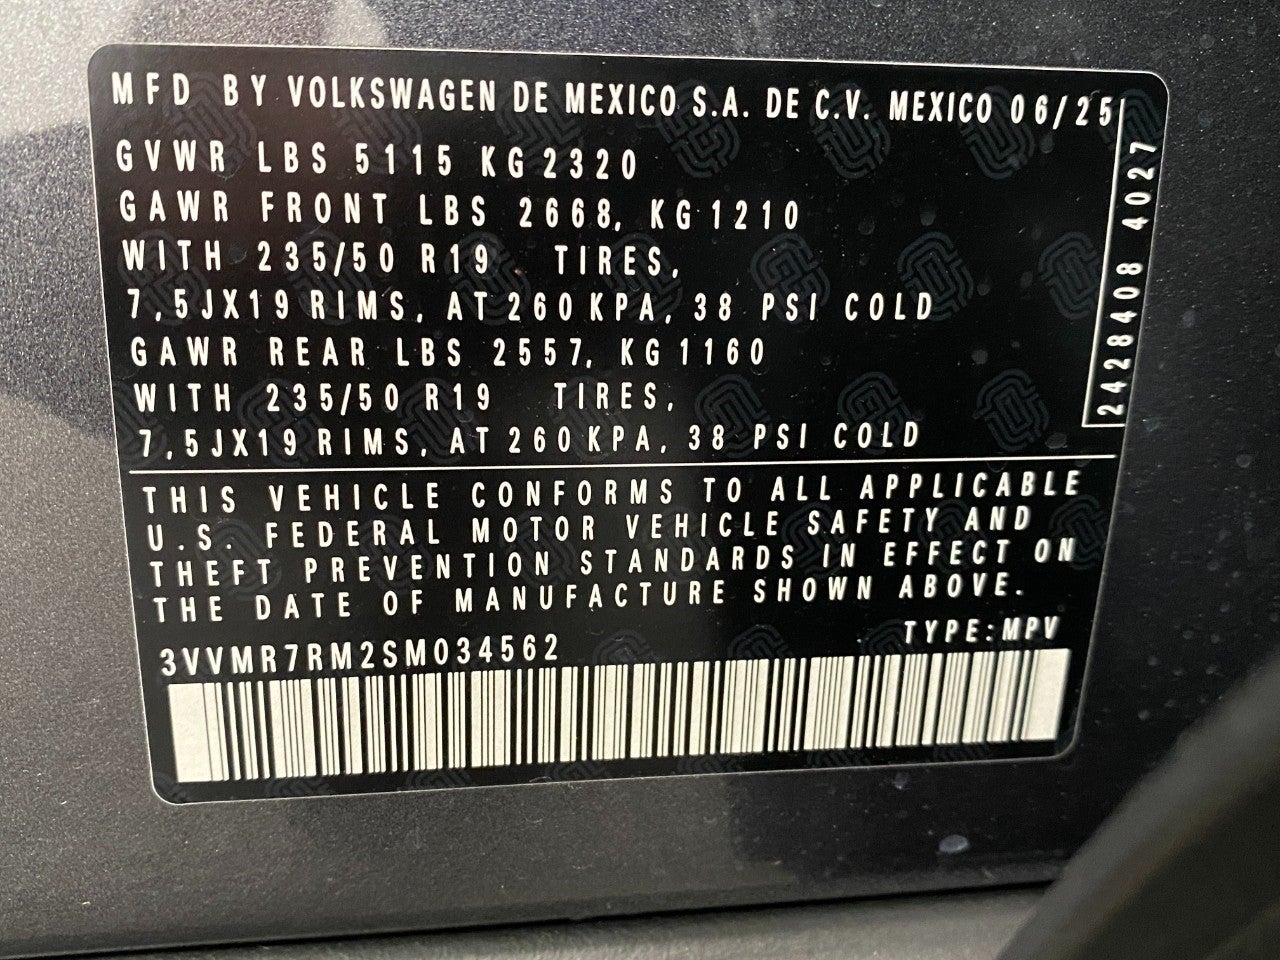 MFD BY VOLKSWAGEN DE MEXICO S.A. DE C.V. MEXICO 06/25
GVWR LBS 5115 KG 2320
GAWR FRONT LBS 2668, KG 1210
WITH 235/50 R19 TIRES,
7,5JX19 RIMS, AT 260 KPA, 38 PSI COLD
GAWR REAR LBS 2557, KG 1160
WITH 235/50 R19 TIRES,
7,5JX19 RIMS, AT 260 KPA, 38 PSI COLD
2428408 4027
THIS VEHICLE CONFORMS TO ALL APPLICABLE
U.S. FEDERAL MOTOR VEHICLE SAFETY AND
THEFT PREVENTION STANDARDS IN EFFECT ON
THE DATE OF MANUFACTURE SHOWN ABOVE.
3VVMR7RM2SM034562 TYPE: MPV